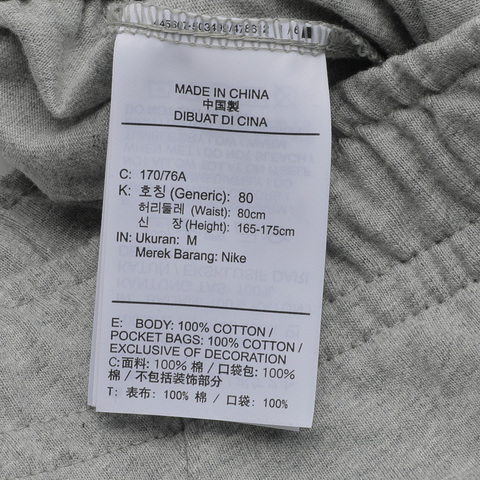 MADE IN CHINA
中国製
DIBUAT DI CINA
C: 170/76A
K: 호칭 (Generic): 80
허리둘레 (Waist): 80cm
신 장 (Height): 165-175cm
IN: Ukuran: M
Merek Barang: Nike
E: BODY: 100% COTTON /
POCKET BAGS: 100% COTTON /
EXCLUSIVE OF DECORATION
C:面料: 100% 棉 / 口袋包: 100%
棉 / 不包括装饰部分
T: 表布: 100% 棉 / 口袋: 100%